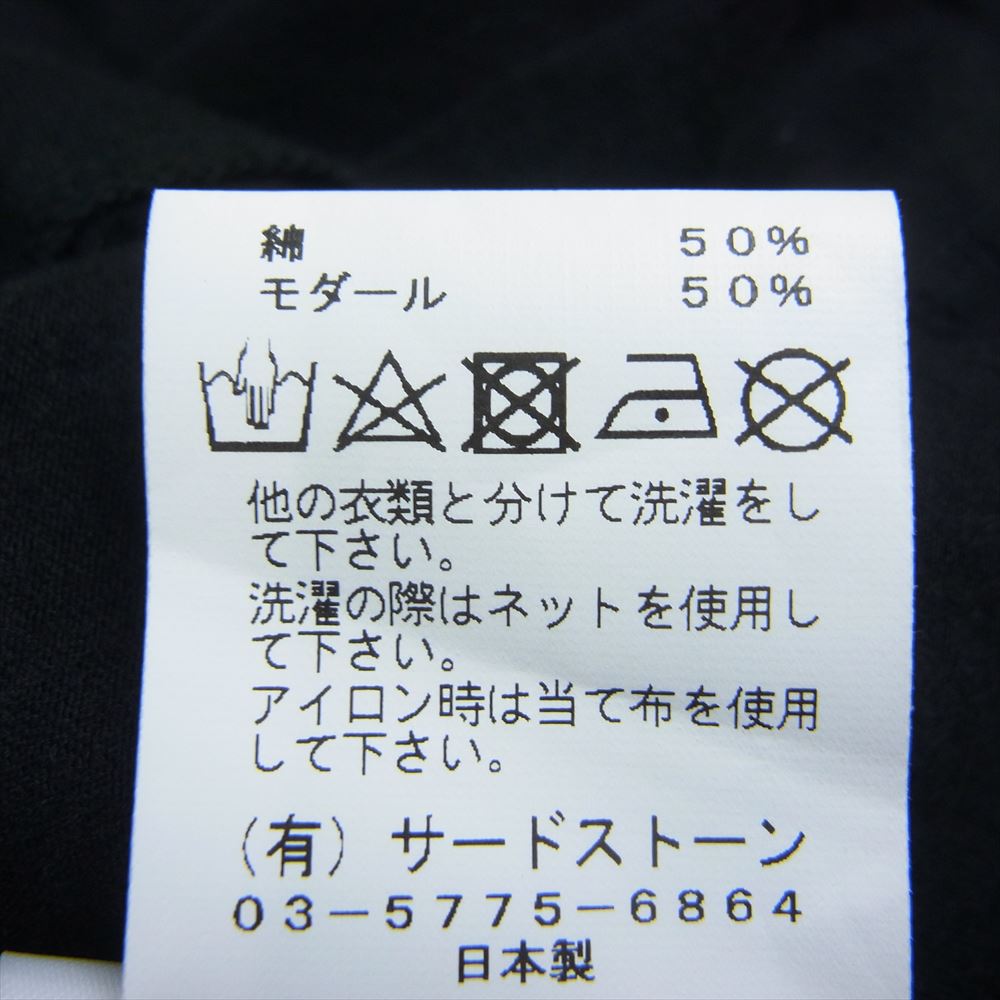 綿 50%
モダール 50%
他の衣類と分けて洗濯をし
て下さい。
洗濯の際はネットを使用し
て下さい。
アイロン時は当て布を使用
して下さい。
(有) サードストーン
03-5775-6864
日本製